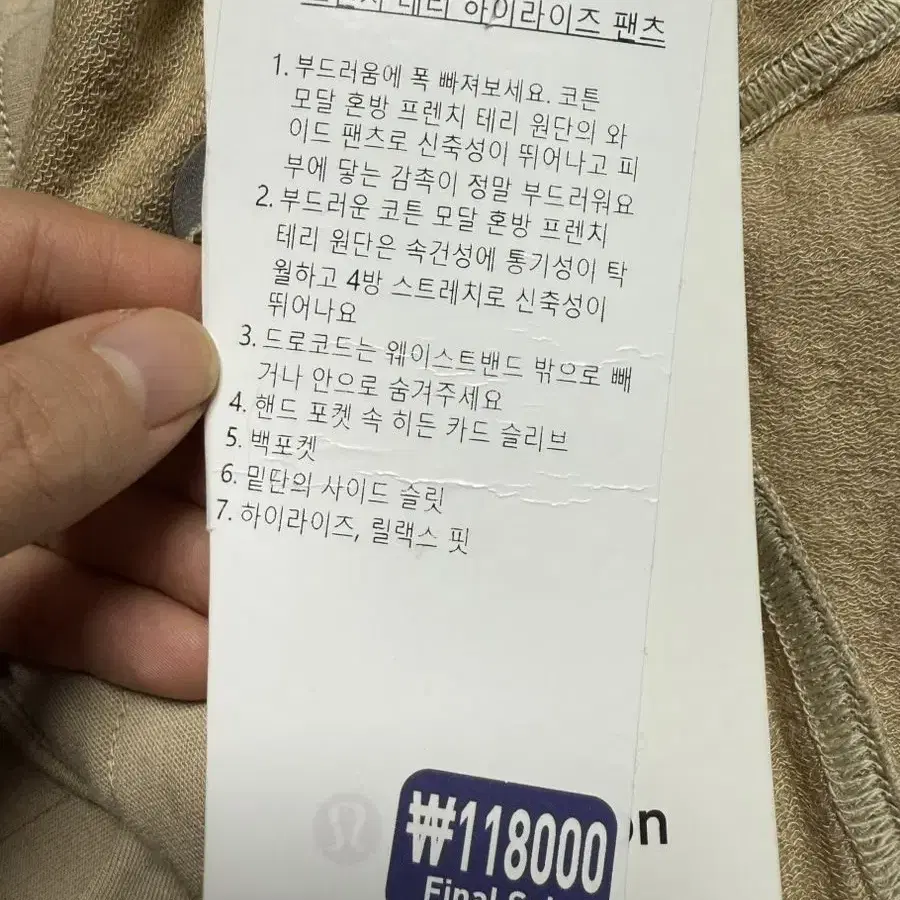 테리 하이라이즈 팬츠
1. 부드러움에 폭 빠져보세요. 코튼
모달 혼방 프렌치 테리 원단의 와
이드 팬츠로 신축성이 뛰어나고 피
부에 닿는 감촉이 정말 부드러워요
2. 부드러운 코튼 모달 혼방 프렌치
테리 원단은 속건성에 통기성이 탁
월하고 4방 스트레치로 신축성이
뛰어나요
3. 드로코드는 웨이스트밴드 밖으로 빼
거나 안으로 숨겨주세요
4. 핸드 포켓 속 히든 카드 슬리브
5. 백포켓
6. 밑단의 사이드 슬릿
7. 하이라이즈, 릴랙스 핏
₩118000
on
Final